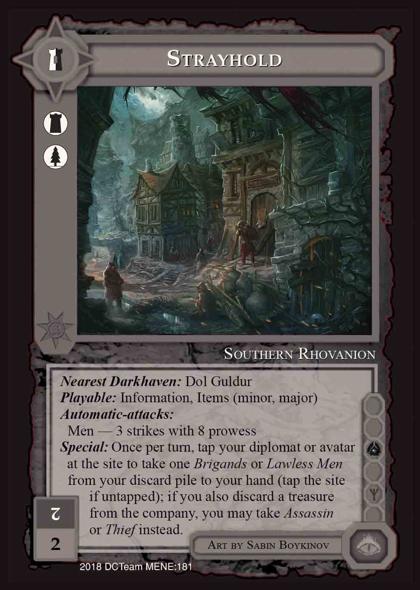 STRAYHOLD
SOUTHERN RHOVANION
Nearest Darkhaven: Dol Guldur
Playable: Information, Items (minor, major)
Automatic-attacks:
Men — 3 strikes with 8 prowess
Special: Once per turn, tap your diplomat or avatar
at the site to take one Brigands or Lawless Men
from your discard pile to your hand (tap the site
if untapped); if you also discard a treasure
from the company, you may take Assassin
or Thief instead.
2
2
ART BY SABIN BOYKINOV
2018 DCTeam MENE:181